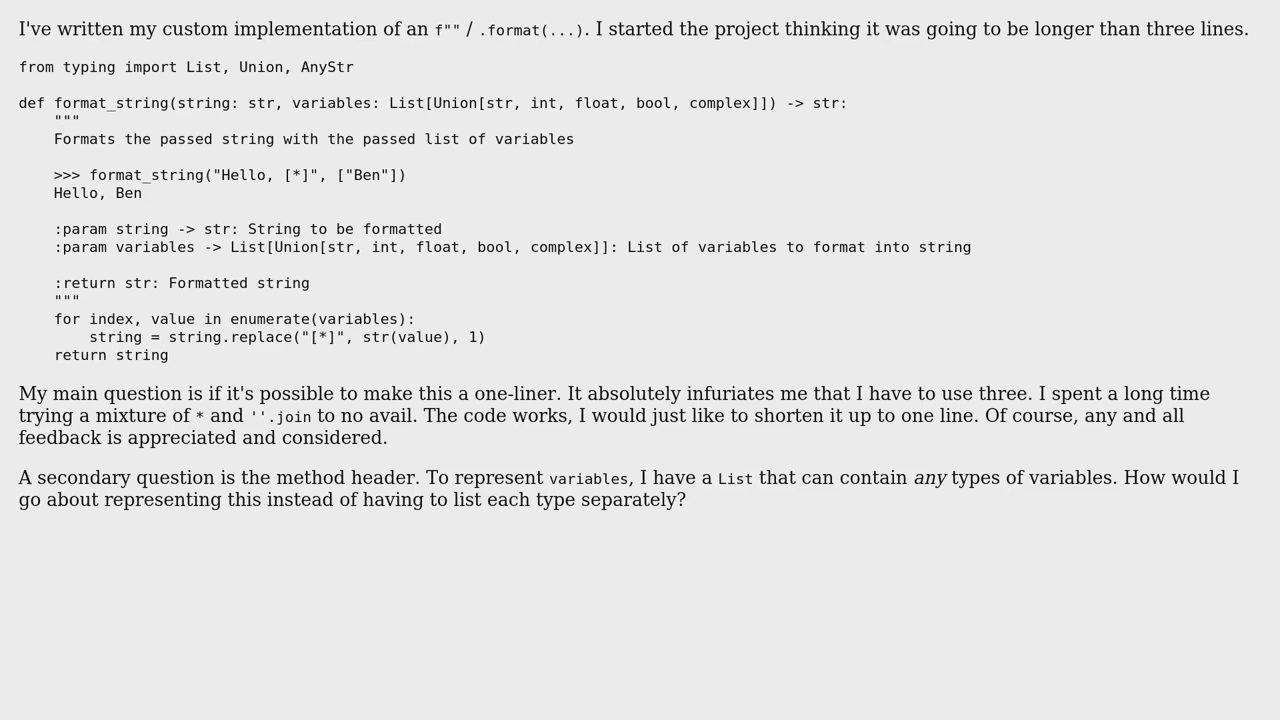 I've written my custom implementation of an f"" / .format(...). I started the project thinking it was going to be longer than three lines.
from typing import List, Union, AnyStr
def format_string(string: str, variables: List[Union[str, int, float, bool, complex]]) -> str:
"""
Formats the passed string with the passed list of variables
>>> format_string("Hello, [*]", ["Ben"])
Hello, Ben
:param string -> str: String to be formatted
:param variables -> List[Union[str, int, float, bool, complex]]: List of variables to format into string
:return str: Formatted string
"""
for index, value in enumerate(variables):
string = string.replace("[*]", str(value), 1)
return string
My main question is if it's possible to make this a one-liner. It absolutely infuriates me that I have to use three. I spent a long time
trying a mixture of * and ''.join to no avail. The code works, I would just like to shorten it up to one line. Of course, any and all
feedback is appreciated and considered.
A secondary question is the method header. To represent variables, I have a List that can contain any types of variables. How would I
go about representing this instead of having to list each type separately?